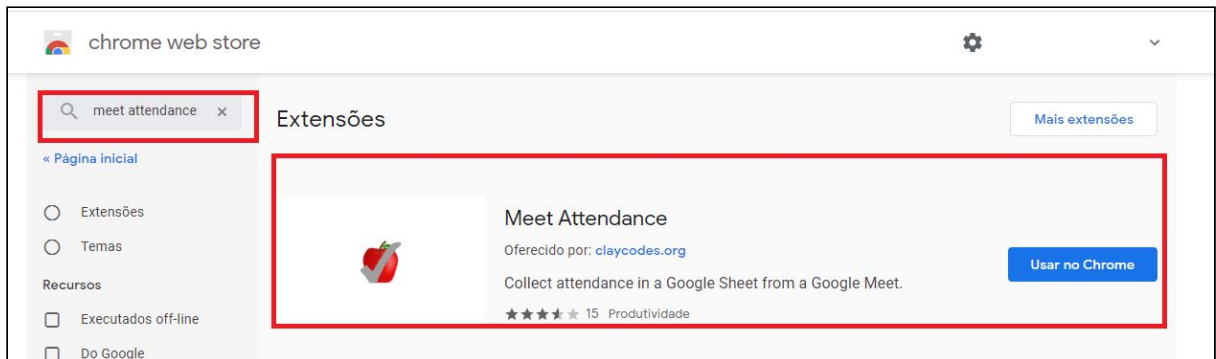 chrome web store
meet attendance
Extensões
Mais extensões
« Página inicial
Extensões
Temas
Recursos
Executados off-line
Do Google
Meet Attendance
Oferecido por: claycodes.org
Collect attendance in a Google Sheet from a Google Meet.
15 Produtividade
Usar no Chrome